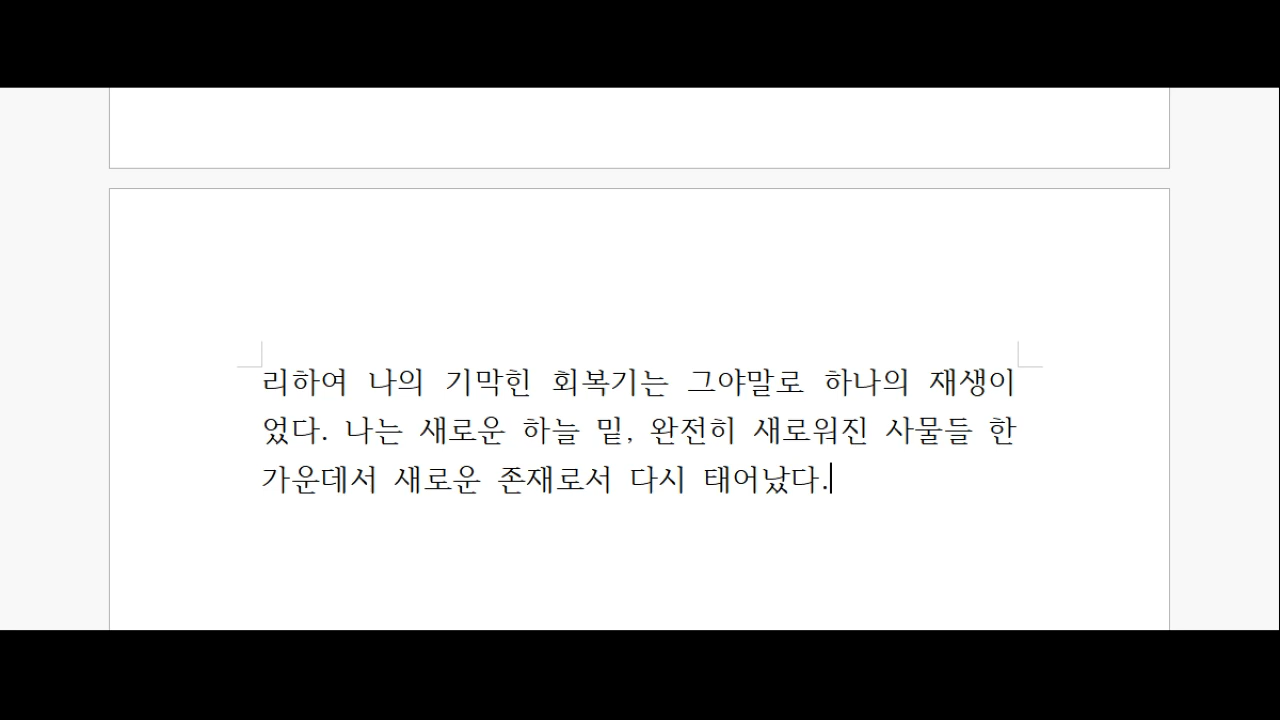 리하여 나의 기막힌 회복기는 그야말로 하나의 재생이
었다. 나는 새로운 하늘 밑, 완전히 새로워진 사물들 한
가운데서 새로운 존재로서 다시 태어났다.